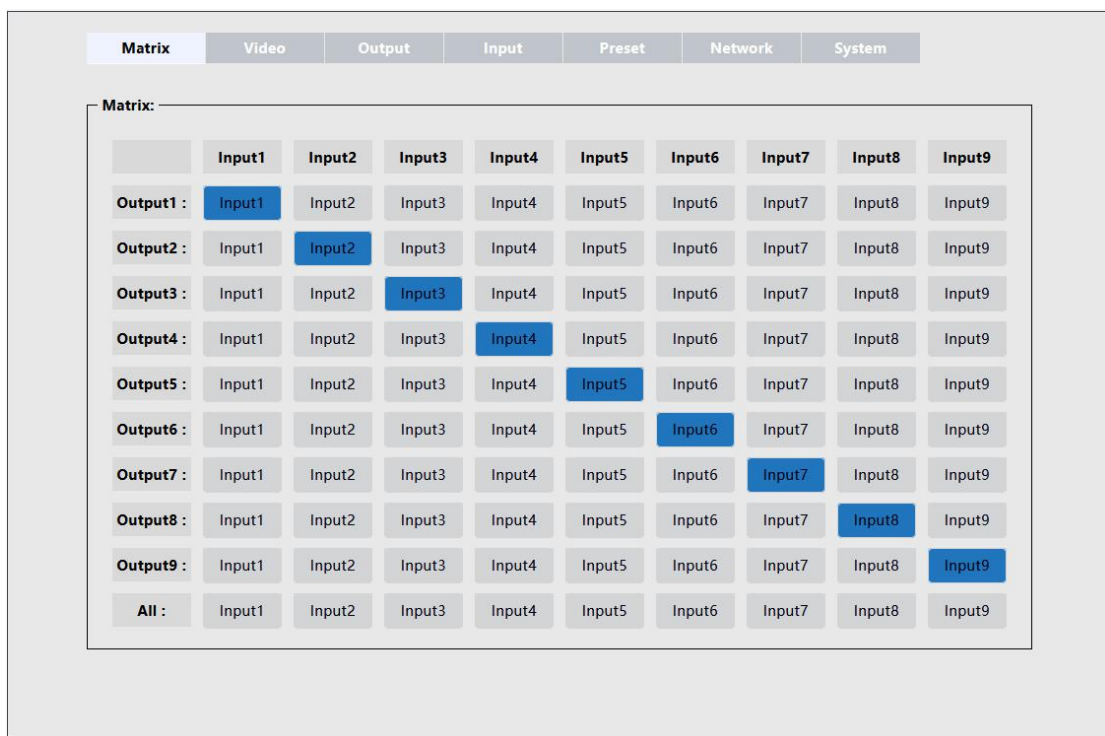 Matrix Video Output Input Preset Network System
Matrix:
Input1 Input2 Input3 Input4 Input5 Input6 Input7 Input8 Input9
Output1 : Input1 Input2 Input3 Input4 Input5 Input6 Input7 Input8 Input9
Output2 : Input1 Input2 Input3 Input4 Input5 Input6 Input7 Input8 Input9
Output3 : Input1 Input2 Input3 Input4 Input5 Input6 Input7 Input8 Input9
Output4 : Input1 Input2 Input3 Input4 Input5 Input6 Input7 Input8 Input9
Output5 : Input1 Input2 Input3 Input4 Input5 Input6 Input7 Input8 Input9
Output6 : Input1 Input2 Input3 Input4 Input5 Input6 Input7 Input8 Input9
Output7 : Input1 Input2 Input3 Input4 Input5 Input6 Input7 Input8 Input9
Output8 : Input1 Input2 Input3 Input4 Input5 Input6 Input7 Input8 Input9
Output9 : Input1 Input2 Input3 Input4 Input5 Input6 Input7 Input8 Input9
All : Input1 Input2 Input3 Input4 Input5 Input6 Input7 Input8 Input9